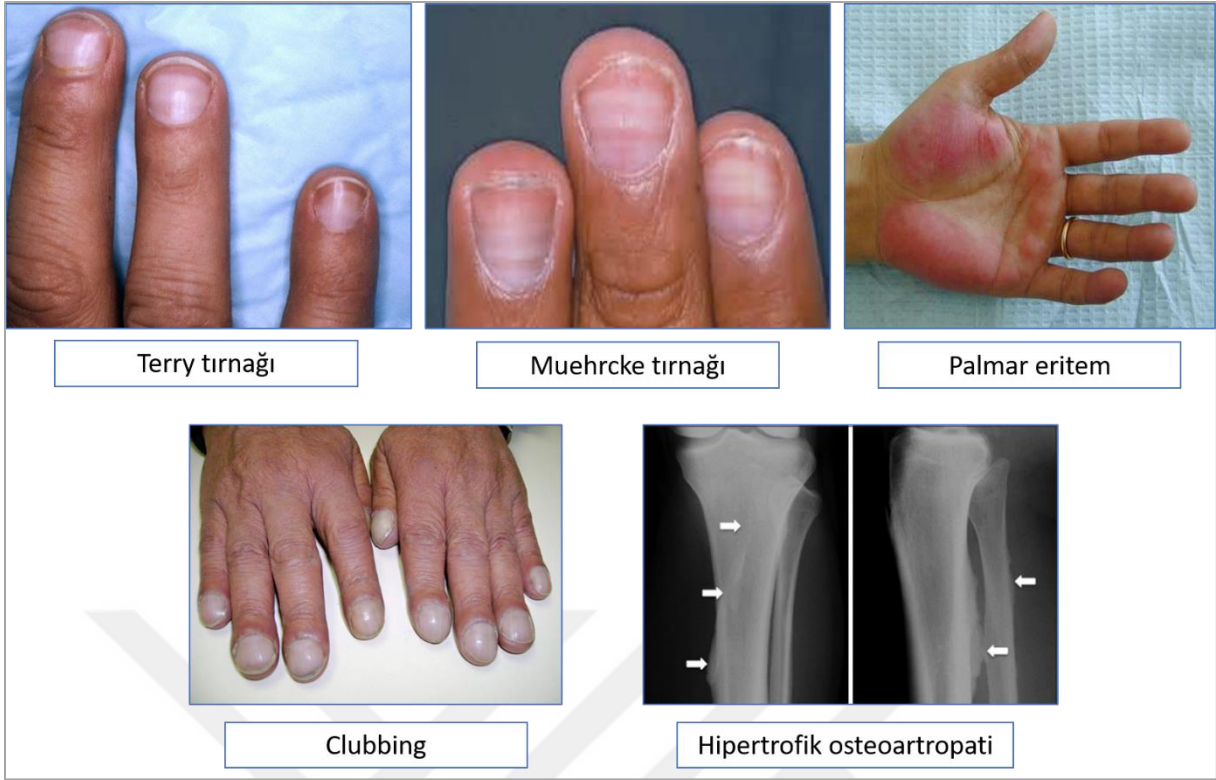 Terry tırnağı
Muehrcke tırnağı
Palmar eritem
Clubbing
Hipertrofik osteoartropati